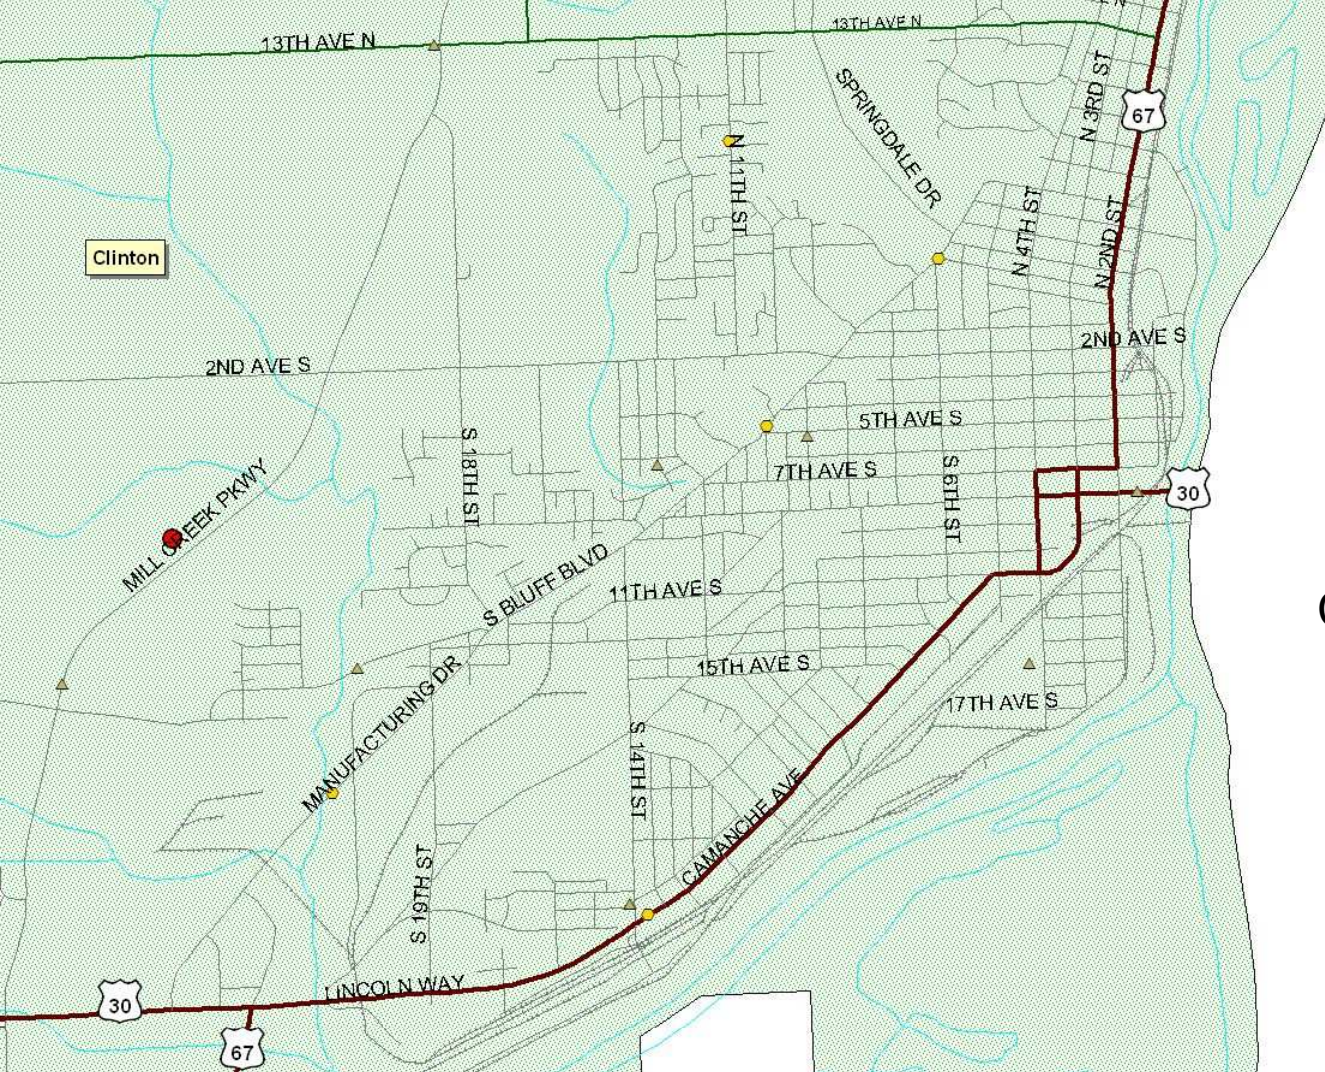 N
13TH AVE N
13TH AVE N
SPRINGDALE DR
N 3RD ST
67
N 11TH ST
N 4TH ST
N 2ND ST
Clinton
2ND AVE S
2ND AVE S
5TH AVE S
7TH AVE S
S 18TH ST
S 6TH ST
30
MILL CREEK PKWY
S BLUFF BLVD
11TH AVE S
15TH AVE S
MANUFACTURING DR
17TH AVE S
S 14TH ST
CAMANCHE AVE
S 19TH ST
LINCOLN WAY
30
67